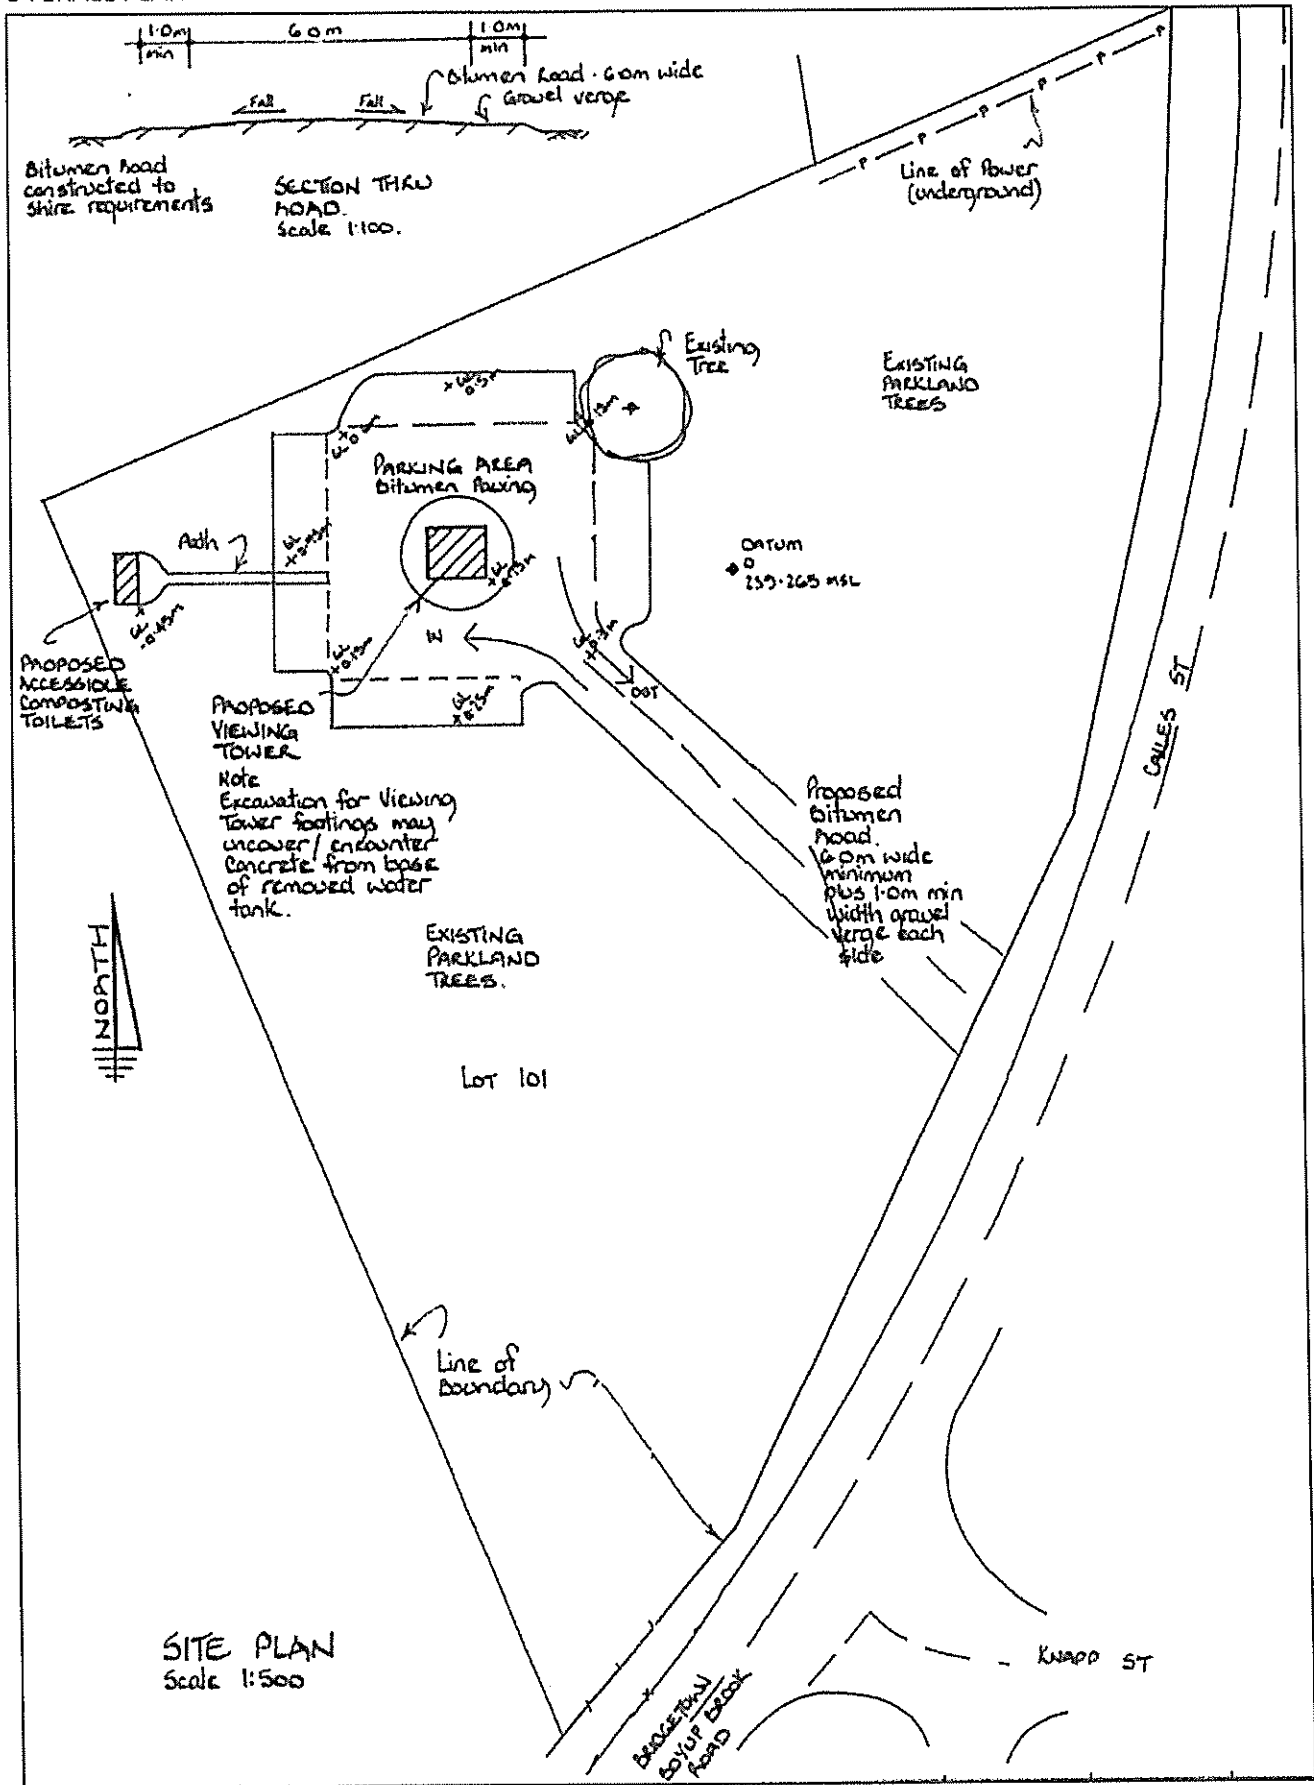 1.0m
6.0m
1.0m
min
min
Bitumen Road - 6.0m wide
Gravel verge
Fall
Fall
Bitumen Road
constructed to
Shire requirements
SECTION THRU
ROAD.
Scale 1:100.
P P P P P
Line of Power
(underground)
Existing
Tree
EXISTING
PARKLAND
TREES
PARKING AREA
Bitumen Paving
Path
DATUM
0
239.265 MSL
IN
OUT
PROPOSED
ACCESSIBLE
COMPOSTING
TOILETS
PROPOSED
VIEWING
TOWER
Note
Excavation for Viewing
Tower footings may
uncover/encounter
Concrete from base
of removed water
tank.
Proposed
Bitumen
Road.
6.0m wide
minimum
plus 1.0m min
width gravel
verge each
side
EXISTING
PARKLAND
TREES.
NORTH
LOT 101
ST
Line of
Boundary
SITE PLAN
Scale 1:500
KNAPP ST
BRIDGETOWN
BOYUP BROOK
ROAD